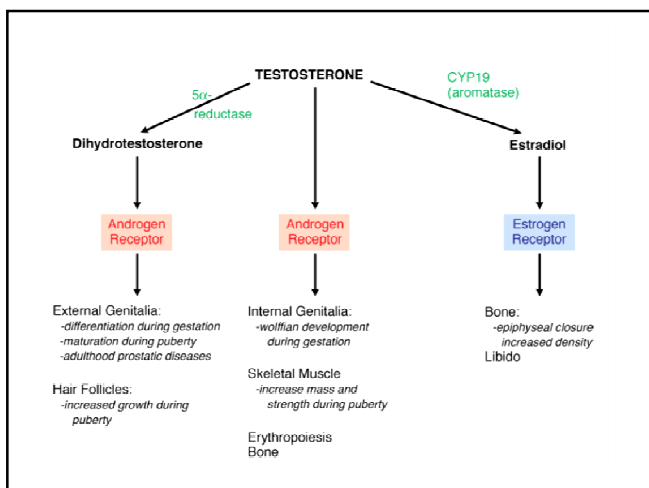 TESTOSTERONE
5α-
reductase
CYP19
(aromatase)
Dihydrotestosterone
Estradiol
Androgen
Receptor
Androgen
Receptor
Estrogen
Receptor
External Genitalia:
-differentiation during gestation
-maturation during puberty
-adulthood prostatic diseases
Hair Follicles:
-increased growth during
puberty
Internal Genitalia:
-wolffian development
during gestation
Skeletal Muscle
-increase mass and
strength during puberty
Erythropoiesis
Bone
Bone:
-epiphyseal closure
increased density
Libido